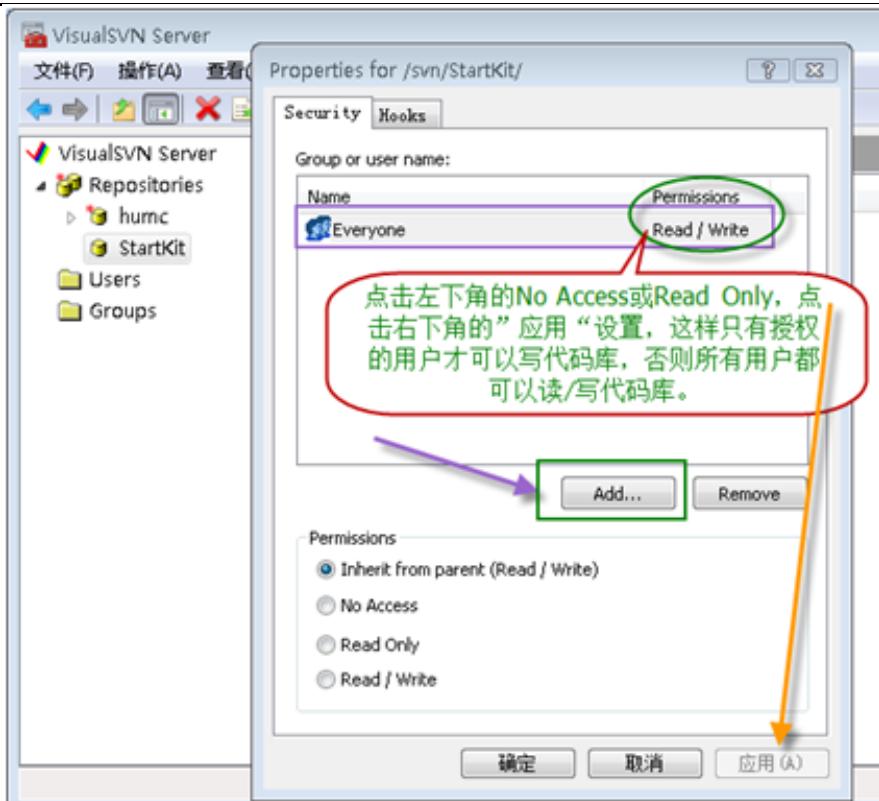 VisualSVN Server
文件(F) 操作(A) 查看(
Properties for /svn/StartKit/
Security Hooks
VisualSVN Server
Repositories
humc
StartKit
Users
Groups
Group or user name:
Name Permissions
Everyone Read / Write
点击左下角的No Access或Read Only，点
击右下角的”应用“设置，这样只有授权
的用户才可以写代码库，否则所有用户都
可以读/写代码库。
Add... Remove
Permissions
Inherit from parent (Read / Write)
No Access
Read Only
Read / Write
确定 取消 应用(A)